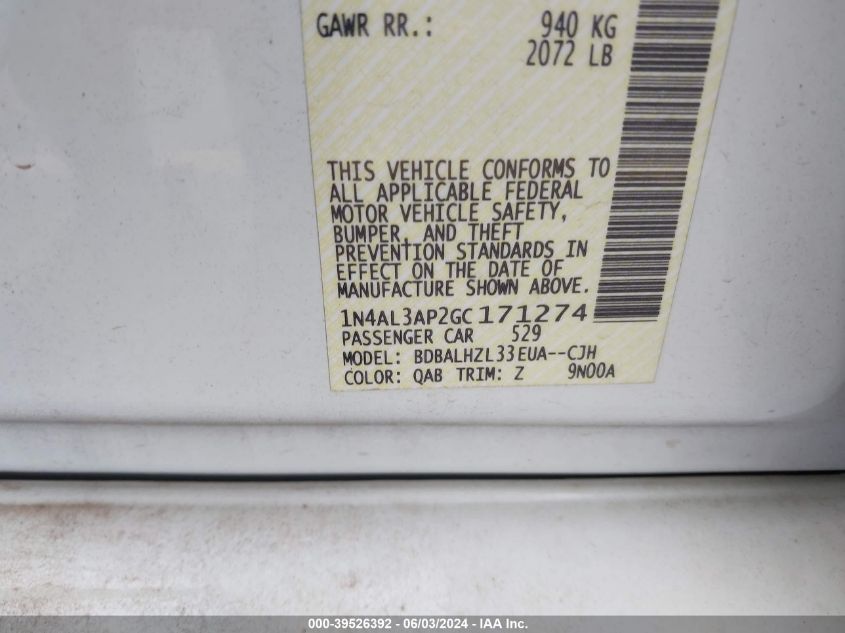 GAWR RR.: 940 KG
2072 LB
THIS VEHICLE CONFORMS TO
ALL APPLICABLE FEDERAL
MOTOR VEHICLE SAFETY,
BUMPER, AND THEFT
PREVENTION STANDARDS IN
EFFECT ON THE DATE OF
MANUFACTURE SHOWN ABOVE.
1N4AL3AP2GC171274
PASSENGER CAR 529
MODEL: BDBALHZL33EUA--CJH
COLOR: QAB TRIM: Z 9N00A
000-39526392 - 06/03/2024 - IAA Inc.